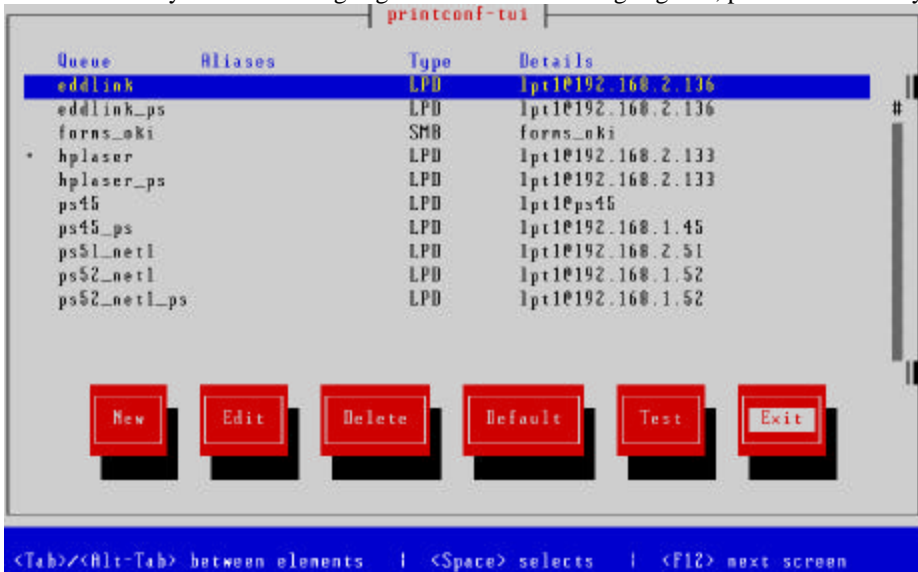 printconf-tui
Queue Aliases Type Details
eddlink LPD lpt1@192.168.2.136
eddlink_ps LPD lpt1@192.168.2.136
forms_oki SMB forms_oki
* hplaser LPD lpt1@192.168.2.133
hplaser_ps LPD lpt1@192.168.2.133
ps45 LPD lpt1@ps45
ps45_ps LPD lpt1@192.168.1.45
ps51_net1 LPD lpt1@192.168.2.51
ps52_net1 LPD lpt1@192.168.1.52
ps52_net1_ps LPD lpt1@192.168.1.52
#
New Edit Delete Default Test Exit
<Tab>/<Alt-Tab> between elements | <Space> selects | <F12> next screen